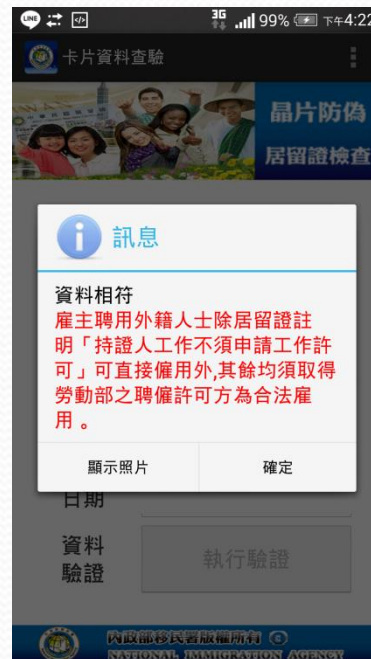 LINE
3G
99%
下午4:22
卡片資料查驗
晶片防偽
居留證檢查
訊息
資料相符
雇主聘用外籍人士除居留證註
明「持證人工作不須申請工作許
可」可直接僱用外,其餘均須取得
勞動部之聘僱許可方為合法雇
用。
顯示照片
確定
日期
資料
驗證
執行驗證
內政部移民署版權所有 ©
NATIONAL IMMIGRATION AGENCY